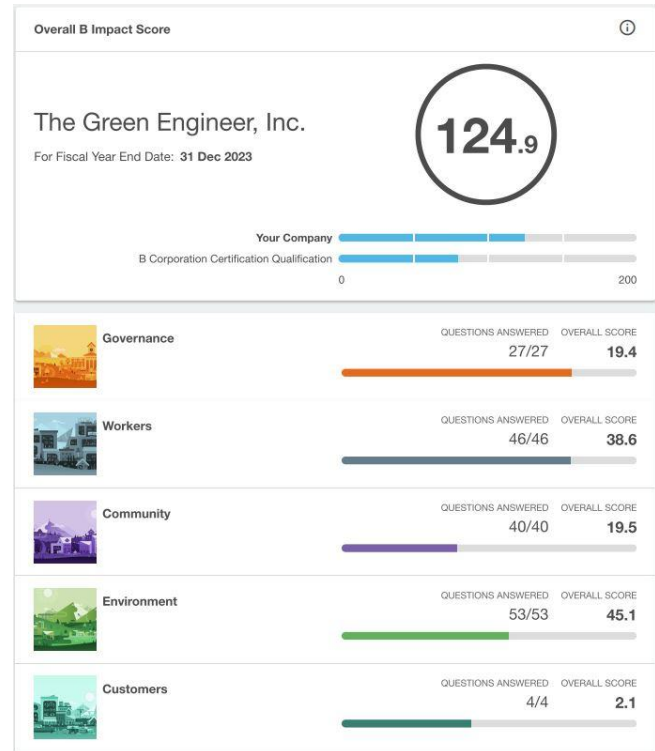 Overall B Impact Score
The Green Engineer, Inc.
For Fiscal Year End Date: 31 Dec 2023
124.9
Your Company
B Corporation Certification Qualification
0 200
Governance
QUESTIONS ANSWERED OVERALL SCORE
27/27 19.4
Workers
QUESTIONS ANSWERED OVERALL SCORE
46/46 38.6
Community
QUESTIONS ANSWERED OVERALL SCORE
40/40 19.5
Environment
QUESTIONS ANSWERED OVERALL SCORE
53/53 45.1
Customers
QUESTIONS ANSWERED OVERALL SCORE
4/4 2.1